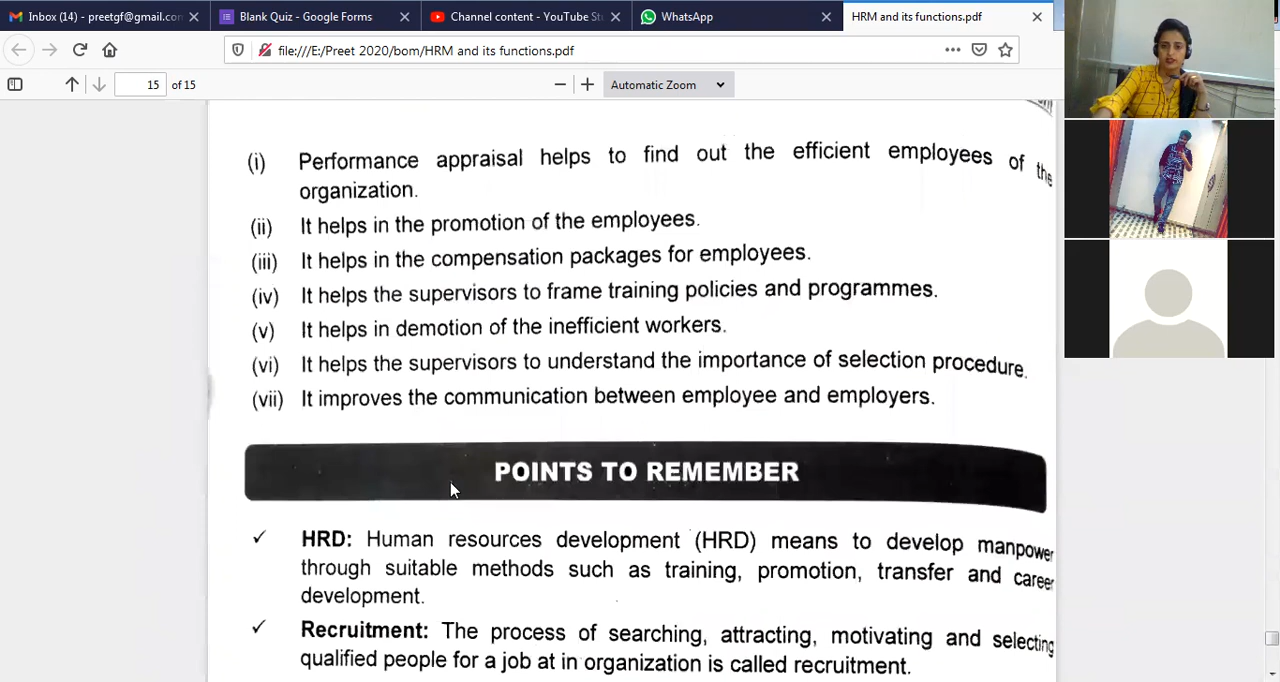 Inbox (14) - preetgf@gmail.co
Blank Quiz - Google Forms
Channel content - YouTube St
WhatsApp
HRM and its functions.pdf
file:///E:/Preet 2020/bom/HRM and its functions.pdf
15 of 15
Automatic Zoom
(i) Performance appraisal helps to find out the efficient employees of the
organization.
(ii) It helps in the promotion of the employees.
(iii) It helps in the compensation packages for employees.
(iv) It helps the supervisors to frame training policies and programmes.
(v) It helps in demotion of the inefficient workers.
(vi) It helps the supervisors to understand the importance of selection procedure.
(vii) It improves the communication between employee and employers.
POINTS TO REMEMBER
✓ HRD: Human resources development (HRD) means to develop manpower
through suitable methods such as training, promotion, transfer and career
development.
✓ Recruitment: The process of searching, attracting, motivating and selecting
qualified people for a job at in organization is called recruitment.